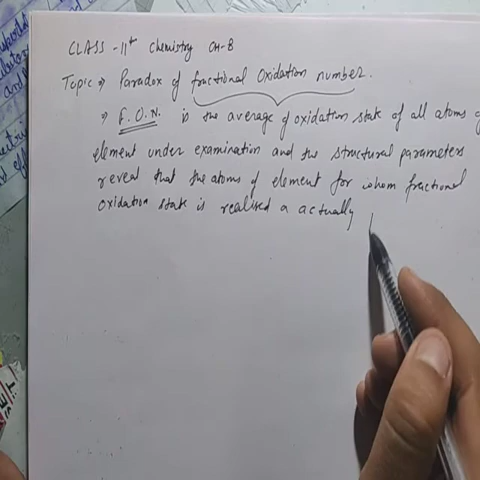 CLASS - 11th Chemistry CH-8
Topic → Paradox of fractional Oxidation number.
→ F.O.N. is the average of oxidation state of all atoms of
element under examination and the structural parameters
reveal that the atoms of element for whom fractional
oxidation state is realised a actually